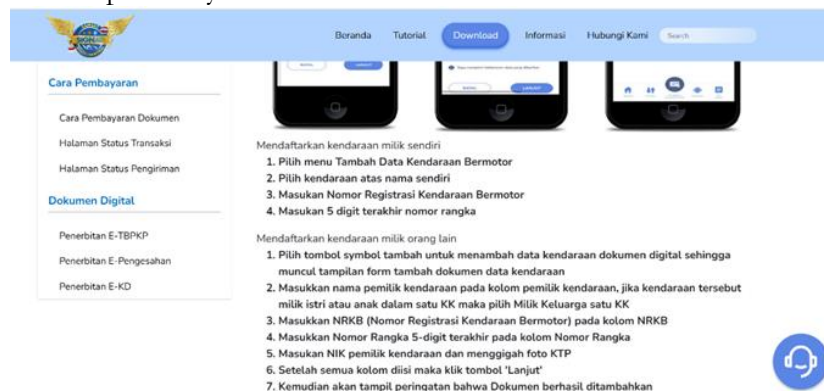 Beranda Tutorial Download Informasi Hubungi Kami Search
Cara Pembayaran
Cara Pembayaran Dokumen
Halaman Status Transaksi
Halaman Status Pengiriman
Dokumen Digital
Penerbitan E-TBPKP
Penerbitan E-Pengesahan
Penerbitan E-KD
Mendaftarkan kendaraan milik sendiri
1. Pilih menu Tambah Data Kendaraan Bermotor
2. Pilih kendaraan atas nama sendiri
3. Masukan Nomor Registrasi Kendaraan Bermotor
4. Masukan 5 digit terakhir nomor rangka
Mendaftarkan kendaraan milik orang lain
1. Pilih tombol symbol tambah untuk menambah data kendaraan dokumen digital sehingga
muncul tampilan form tambah dokumen data kendaraan
2. Masukkan nama pemilik kendaraan pada kolom pemilik kendaraan, jika kendaraan tersebut
milik istri atau anak dalam satu KK maka pilih Milik Keluarga satu KK
3. Masukkan NRKB (Nomor Registrasi Kendaraan Bermotor) pada kolom NRKB
4. Masukkan Nomor Rangka 5-digit terakhir pada kolom Nomor Rangka
5. Masukan NIK pemilik kendaraan dan menggigah foto KTP
6. Setelah semua kolom diisi maka klik tombol 'Lanjut'
7. Kemudian akan tampil peringatan bahwa Dokumen berhasil ditambahkan